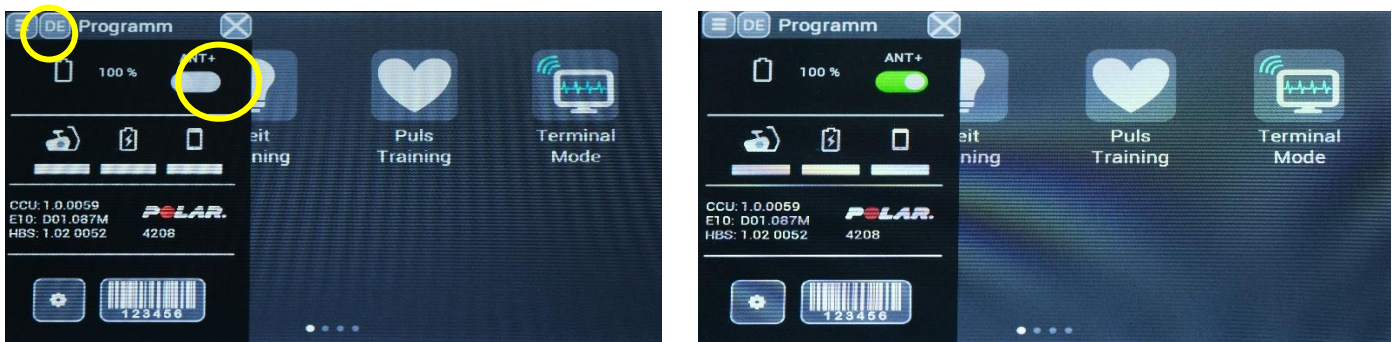 DE Programm
100 %
ANT+
eit
ning
Puls
Training
Terminal
Mode
CCU: 1.0.0059
E10: D01.087M
HBS: 1.02 0052 4208
POLAR.
123456
DE Programm
100 %
ANT+
eit
ning
Puls
Training
Terminal
Mode
CCU: 1.0.0059
E10: D01.087M
HBS: 1.02 0052 4208
POLAR.
123456